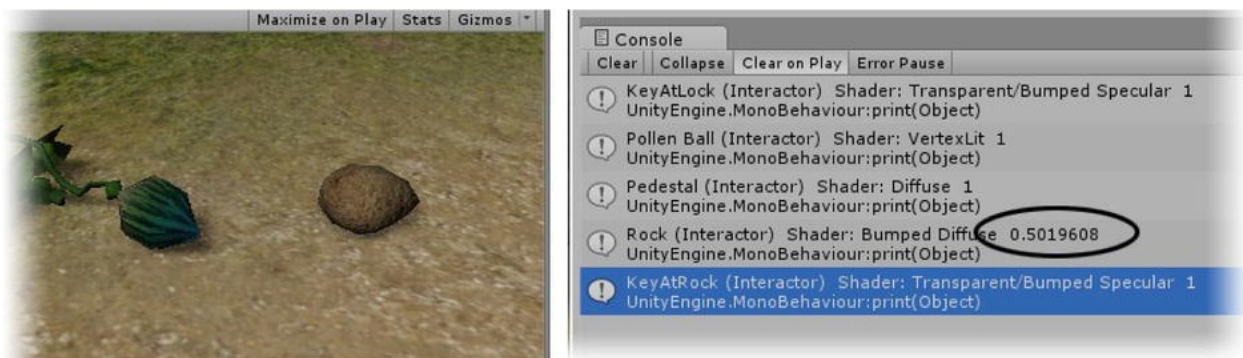 Maximize on Play Stats Gizmos
Console
Clear Collapse Clear on Play Error Pause
KeyAtLock (Interactor) Shader: Transparent/Bumped Specular 1
UnityEngine.MonoBehaviour:print(Object)
Pollen Ball (Interactor) Shader: VertexLit 1
UnityEngine.MonoBehaviour:print(Object)
Pedestal (Interactor) Shader: Diffuse 1
UnityEngine.MonoBehaviour:print(Object)
Rock (Interactor) Shader: Bumped Diffuse 0.5019608
UnityEngine.MonoBehaviour:print(Object)
KeyAtRock (Interactor) Shader: Transparent/Bumped Specular 1
UnityEngine.MonoBehaviour:print(Object)